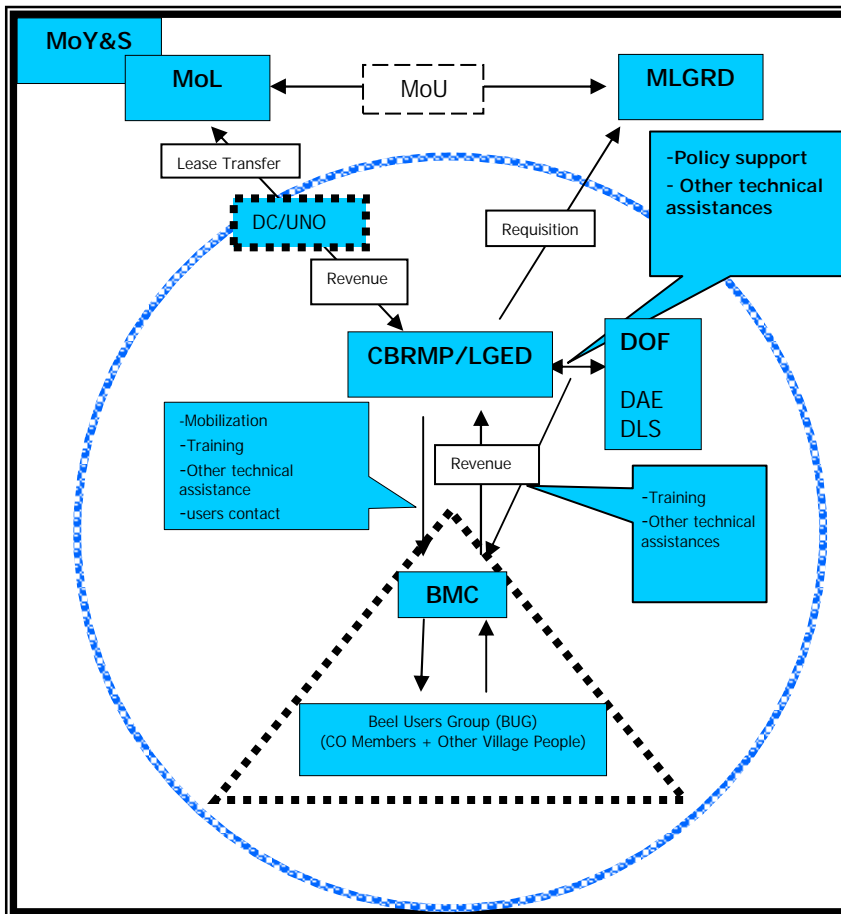 MoY&S
MoL
MoU
MLGRD
Lease Transfer
-Policy support
- Other technical
assistances
DC/UNO
Requisition
Revenue
CBRMP/LGED
DOF
DAE
DLS
-Mobilization
-Training
-Other technical
assistance
-users contact
Revenue
-Training
-Other technical
assistances
BMC
Beel Users Group (BUG)
(CO Members + Other Village People)